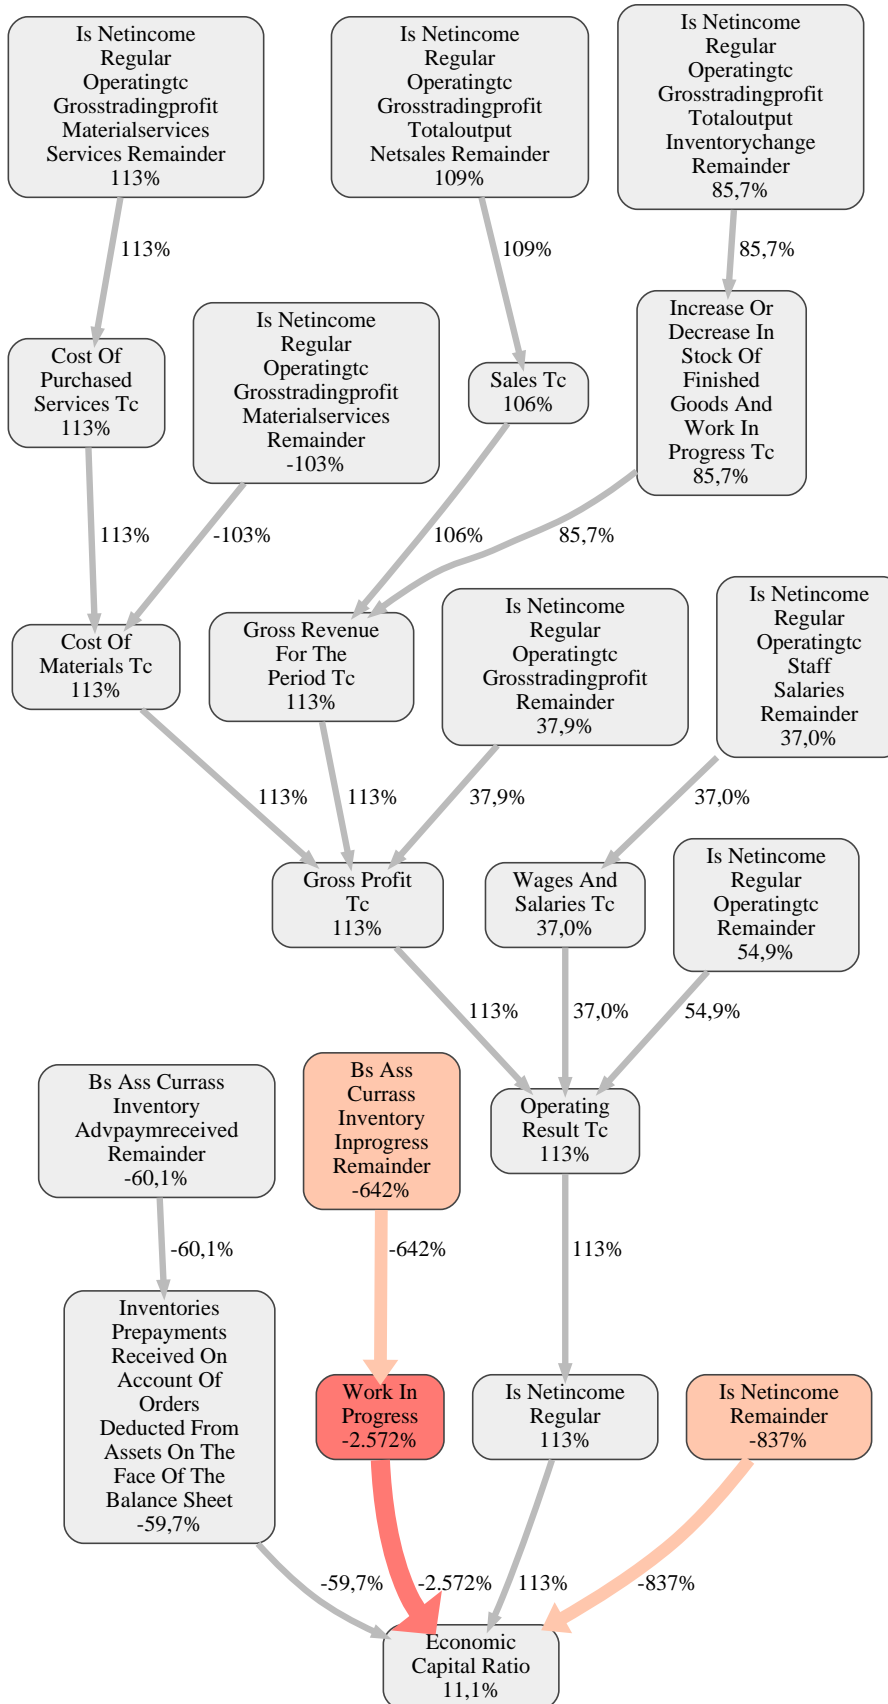 Is Netincome
Regular
Operatingtc
Grosstradingprofit
Materialservices
Services Remainder
113%
Is Netincome
Regular
Operatingtc
Grosstradingprofit
Totaloutput
Netsales Remainder
109%
Is Netincome
Regular
Operatingtc
Grosstradingprofit
Totaloutput
Inventorychange
Remainder
85,7%
113%
109%
85,7%
Cost Of
Purchased
Services Tc
113%
Is Netincome
Regular
Operatingtc
Grosstradingprofit
Materialservices
Remainder
-103%
Sales Tc
106%
Increase Or
Decrease In
Stock Of
Finished
Goods And
Work In
Progress Tc
85,7%
113%
-103%
106%
85,7%
Cost Of
Materials Tc
113%
Gross Revenue
For The
Period Tc
113%
Is Netincome
Regular
Operatingtc
Grosstradingprofit
Remainder
37,9%
Is Netincome
Regular
Operatingtc
Staff
Salaries
Remainder
37,0%
113%
113%
37,9%
37,0%
Gross Profit
Tc
113%
Wages And
Salaries Tc
37,0%
Is Netincome
Regular
Operatingtc
Remainder
54,9%
113%
37,0%
54,9%
Bs Ass Currass
Inventory
Advpaymreceived
Remainder
-60,1%
Bs Ass
Currass
Inventory
Inprogress
Remainder
-642%
Operating
Result Tc
113%
-60,1%
-642%
113%
Inventories
Prepayments
Received On
Account Of
Orders
Deducted From
Assets On The
Face Of The
Balance Sheet
-59,7%
Work In
Progress
-2.572%
Is Netincome
Regular
113%
Is Netincome
Remainder
-837%
-59,7%
-2.572%
113%
-837%
Economic
Capital Ratio
11,1%